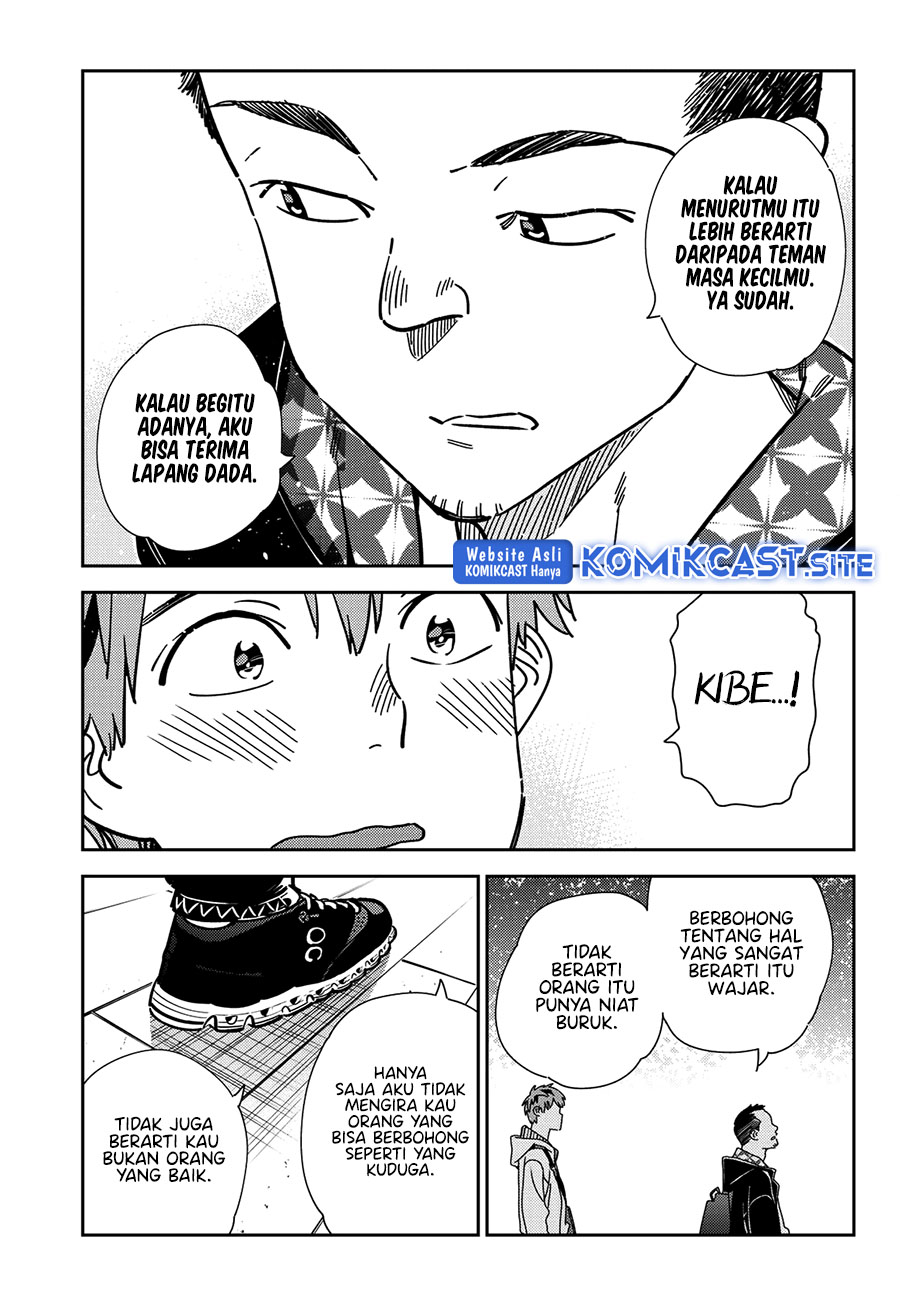 KALAU
MENURUTMU ITU
LEBIH BERARTI
DARIPADA TEMAN
MASA KECILMU.
YA SUDAH.
KALAU BEGITU
ADANYA, AKU
BISA TERIMA
LAPANG DADA.
Website Asli
KOMIKCAST Hanya
KOMIKCAST.SITE
KIBE...!
BERBOHONG
TENTANG HAL
YANG SANGAT
BERARTI ITU
WAJAR.
TIDAK
BERARTI
ORANG ITU
PUNYA NIAT
BURUK.
HANYA
SAJA AKU TIDAK
MENGIRA KAU
ORANG YANG
BISA BERBOHONG
SEPERTI YANG
KUDUGA.
TIDAK JUGA
BERARTI KAU
BUKAN ORANG
YANG BAIK.